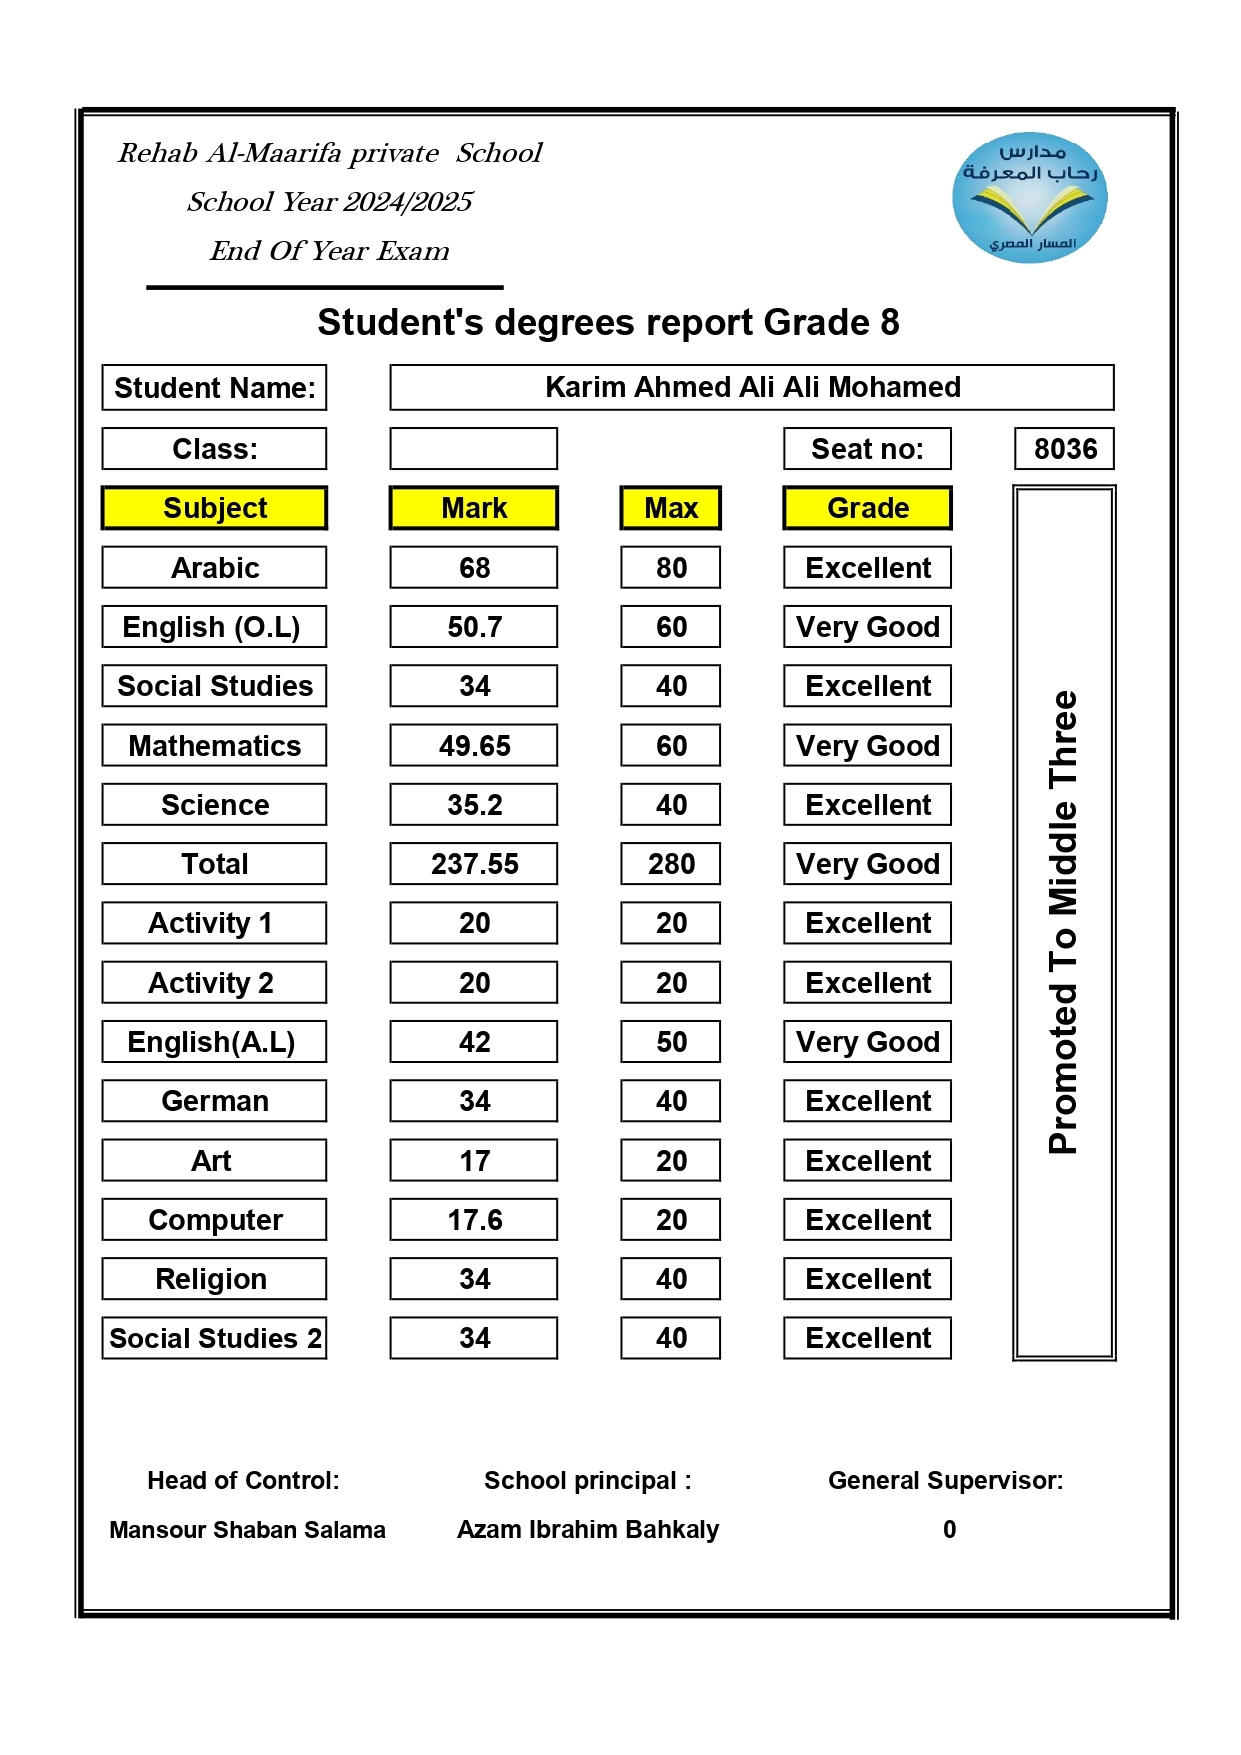 Rehab Al-Maarifa private School
School Year 2024/2025
End Of Year Exam
مدارس
رحاب المعرفة
المسار المصري
Student's degrees report Grade 8
Student Name: Karim Ahmed Ali Ali Mohamed
Class: Seat no: 8036
Subject Mark Max Grade
Arabic 68 80 Excellent
English (O.L) 50.7 60 Very Good
Social Studies 34 40 Excellent
Mathematics 49.65 60 Very Good
Science 35.2 40 Excellent
Total 237.55 280 Very Good
Activity 1 20 20 Excellent
Activity 2 20 20 Excellent
English(A.L) 42 50 Very Good
German 34 40 Excellent
Art 17 20 Excellent
Computer 17.6 20 Excellent
Religion 34 40 Excellent
Social Studies 2 34 40 Excellent
Promoted To Middle Three
Head of Control: School principal : General Supervisor:
Mansour Shaban Salama Azam Ibrahim Bahkaly 0